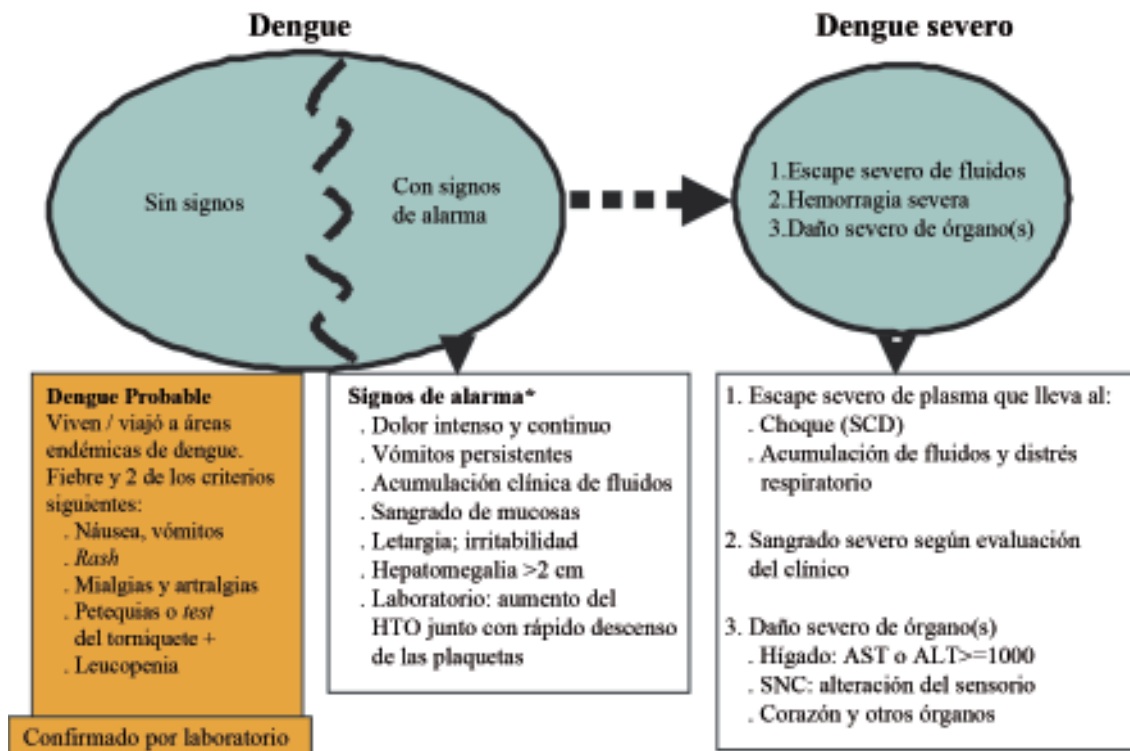 Dengue
Dengue severo
Sin signos
Con signos
de alarma
1.Escape severo de fluidos
2.Hemorragia severa
3.Daño severo de órgano(s)
Dengue Probable
Viven / viajó a áreas
endémicas de dengue.
Fiebre y 2 de los criterios
siguientes:
. Náusea, vómitos
. Rash
. Mialgias y artralgias
. Petequias o test
del torniquete +
. Leucopenia
Confirmado por laboratorio
Signos de alarma*
. Dolor intenso y continuo
. Vómitos persistentes
. Acumulación clínica de fluidos
. Sangrado de mucosas
. Letargia; irritabilidad
. Hepatomegalia >2 cm
. Laboratorio: aumento del
HTO junto con rápido descenso
de las plaquetas
1. Escape severo de plasma que lleva al:
. Choque (SCD)
. Acumulación de fluidos y distrés
respiratorio
2. Sangrado severo según evaluación
del clínico
3. Daño severo de órgano(s)
. Hígado: AST o ALT>=1000
. SNC: alteración del sensorio
. Corazón y otros órganos